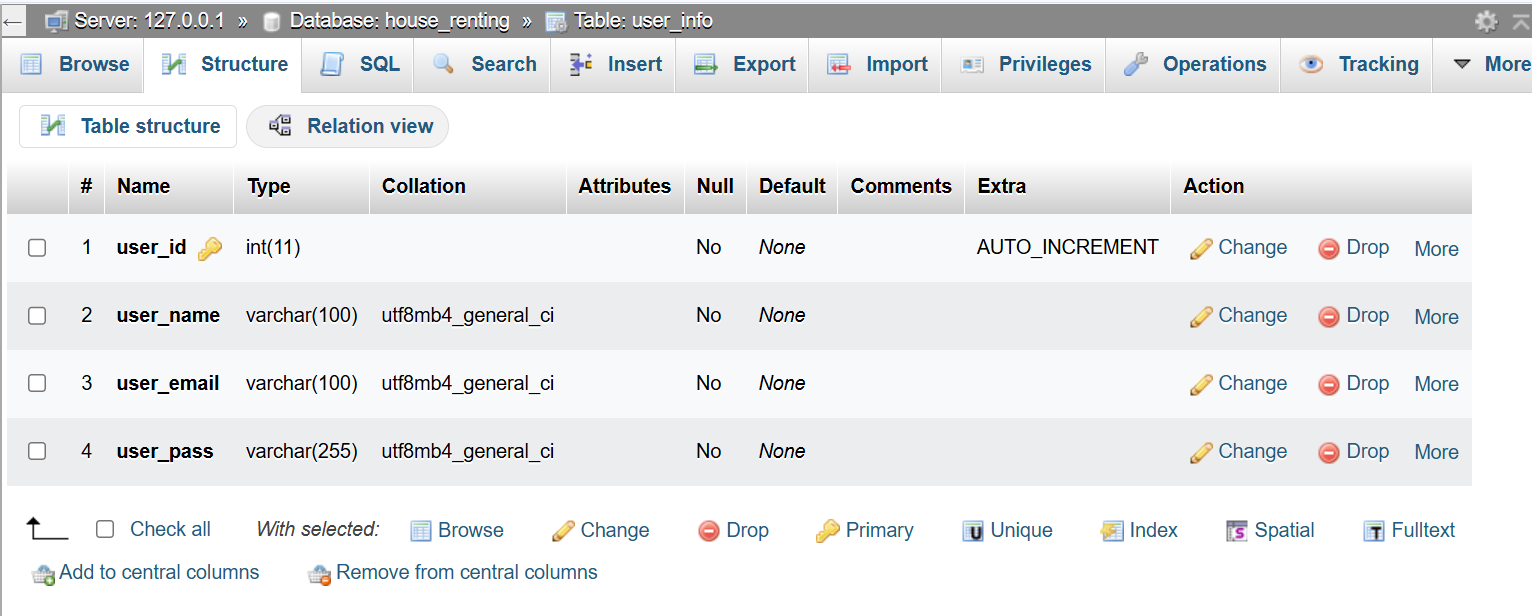 ← Server: 127.0.0.1 » Database: house_renting » Table: user_info
Browse Structure SQL Search Insert Export Import Privileges Operations Tracking More
Table structure Relation view
# Name Type Collation Attributes Null Default Comments Extra Action
1 user_id int(11) No None AUTO_INCREMENT Change Drop More
2 user_name varchar(100) utf8mb4_general_ci No None Change Drop More
3 user_email varchar(100) utf8mb4_general_ci No None Change Drop More
4 user_pass varchar(255) utf8mb4_general_ci No None Change Drop More
Check all With selected: Browse Change Drop Primary Unique Index Spatial Fulltext
Add to central columns Remove from central columns